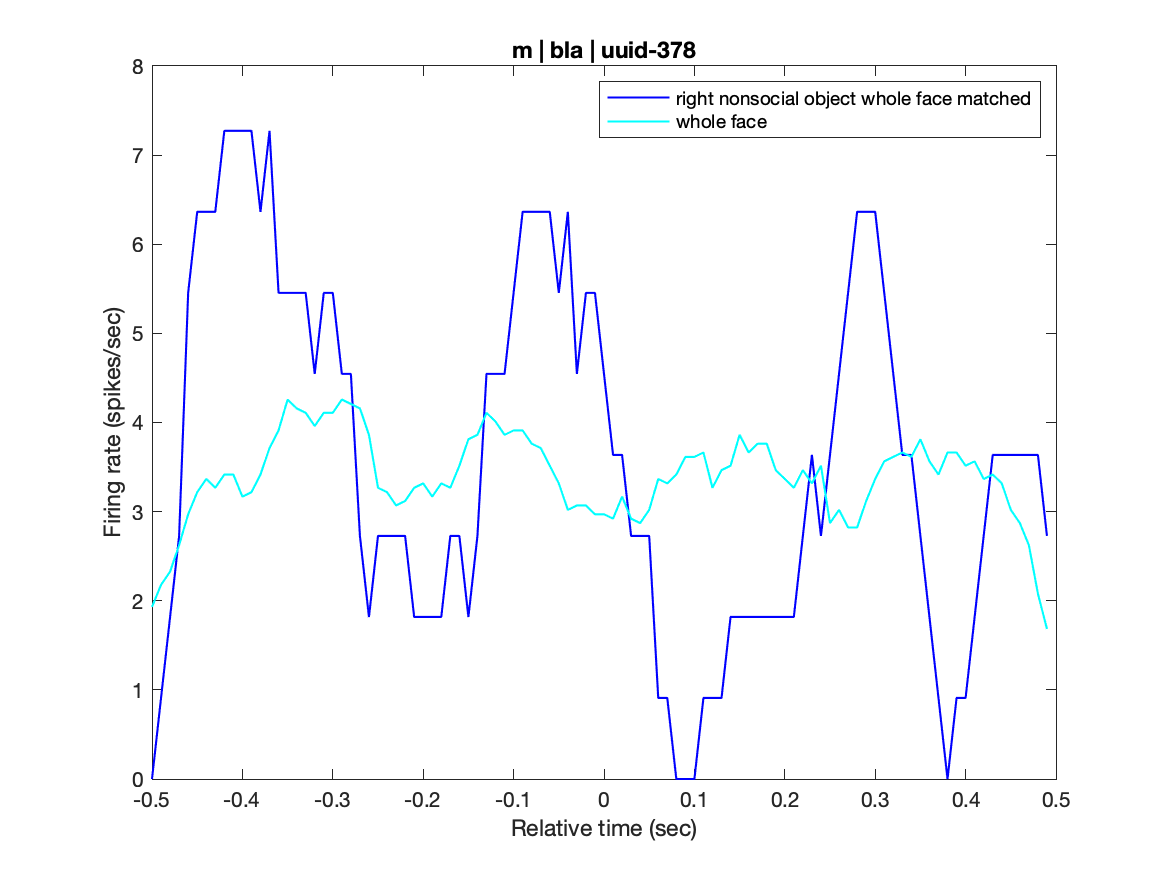 m | bla | uuid-378
right nonsocial object whole face matched
whole face
Firing rate (spikes/sec)
8
7
6
5
4
3
2
1
0
-0.5 -0.4 -0.3 -0.2 -0.1 0 0.1 0.2 0.3 0.4 0.5
Relative time (sec)